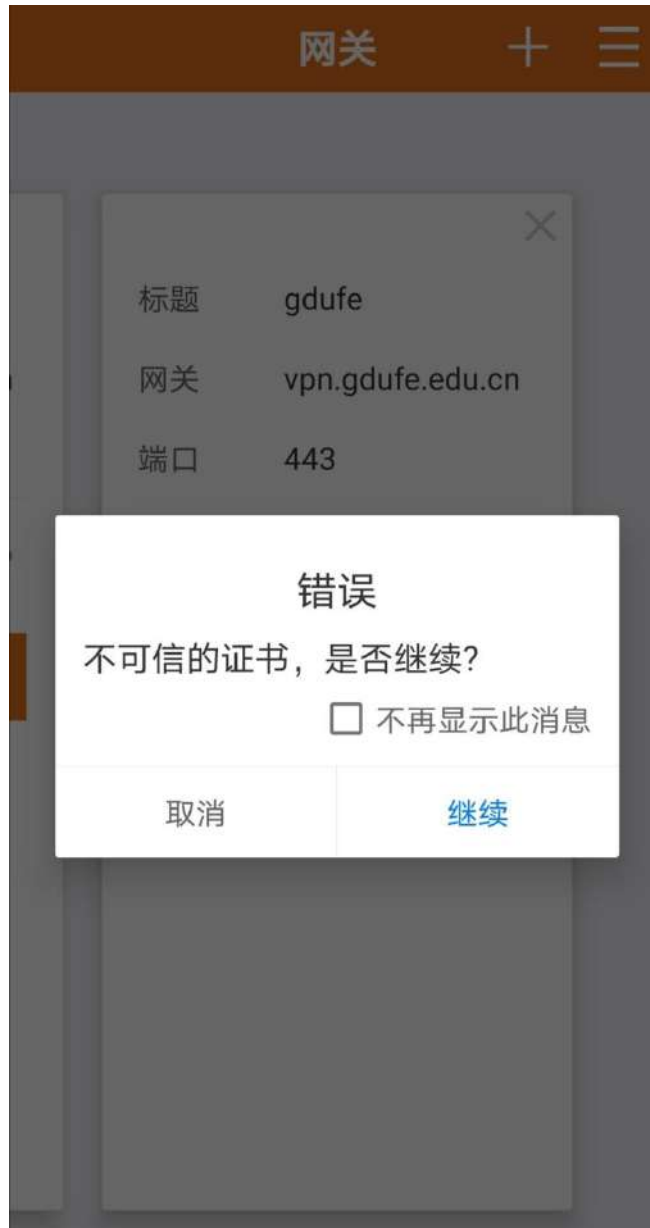 网关
标题 gdufe
网关 vpn.gdufe.edu.cn
端口 443
错误
不可信的证书，是否继续?
不再显示此消息
取消 继续